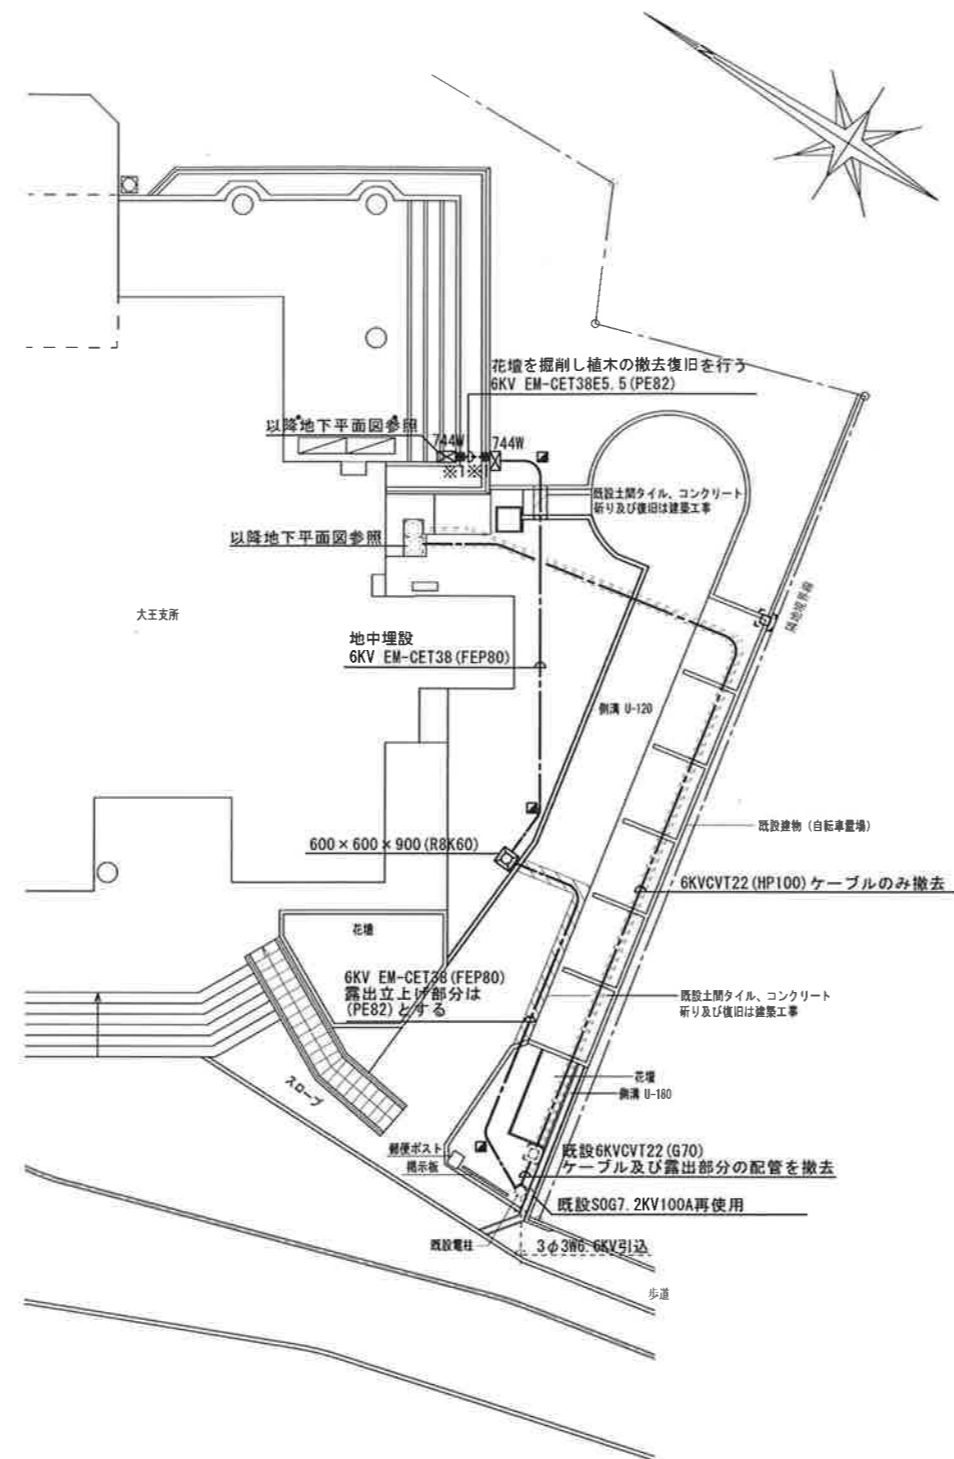 花壇を掘削し植木の撤去復旧を行う
6KV EM-CET38E5.5(PE82)
以降地下平面図参照
744W
744W
※1※1
既設土間タイル、コンクリート
斫り及び復旧は建築工事
以降地下平面図参照
大王支所
隣地境界線
地中埋設
6KV EM-CET38(FEP80)
側溝 U-120
既設建物（自転車置場）
600×600×900(R8K60)
6KVCVT22(HP100)ケーブルのみ撤去
花壇
6KV EM-CET38(FEP80)
露出立上げ部分は
(PE82)とする
既設土間タイル、コンクリート
斫り及び復旧は建築工事
スロープ
花壇
側溝 U-180
郵便ポスト
掲示板
既設6KVCVT22(G70)
ケーブル及び露出部分の配管を撤去
既設SOG7.2KV100A再使用
既設電柱
3φ3W6.6KV引込
歩道